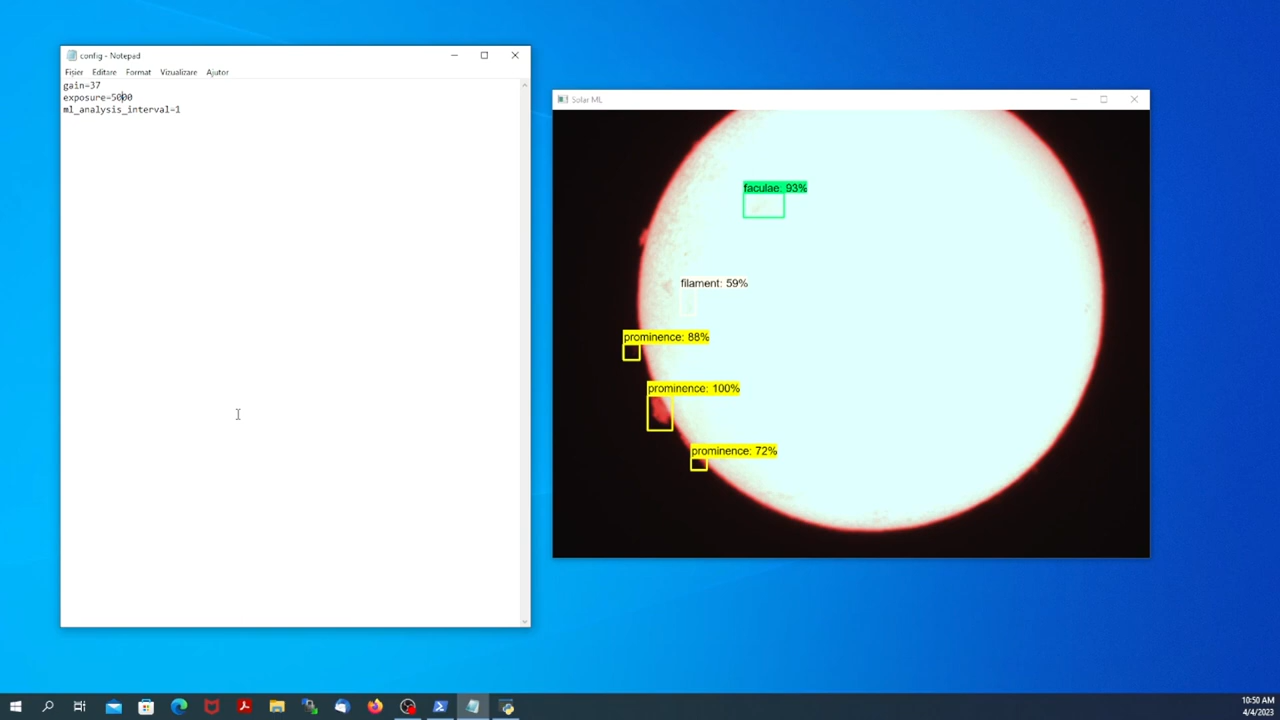 config - Notepad
Fișier Editare Format Vizualizare Ajutor
gain=37
exposure=5000
ml_analysis_interval=1
Solar ML
faculae: 93%
filament: 59%
prominence: 88%
prominence: 100%
prominence: 72%
10:50 AM
4/4/2023